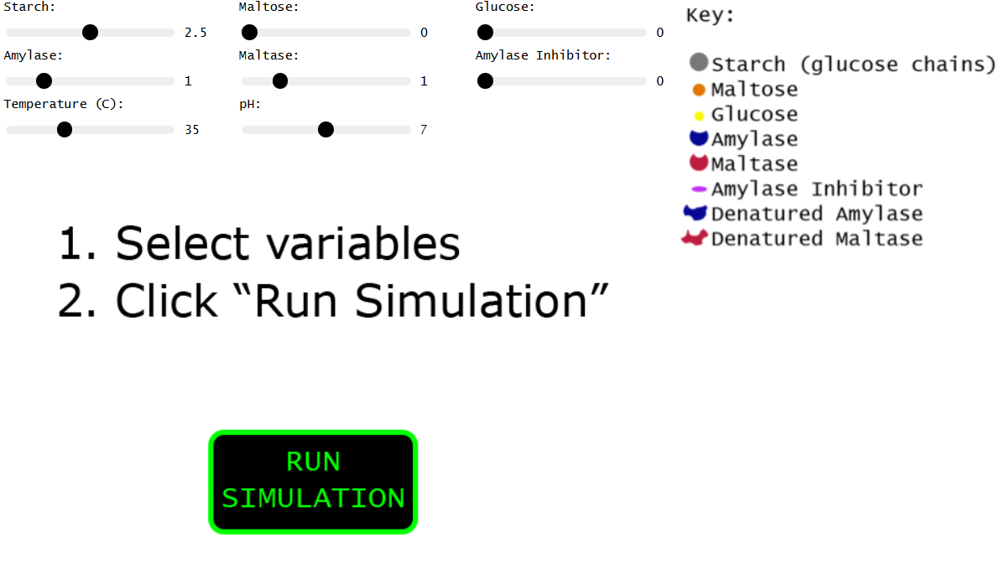 Starch:
2.5
Maltose:
0
Glucose:
0
Amylase:
1
Maltase:
1
Amylase Inhibitor:
0
Temperature (C):
35
pH:
7
Key:
Starch (glucose chains)
Maltose
Glucose
Amylase
Maltase
Amylase Inhibitor
Denatured Amylase
Denatured Maltase
1. Select variables
2. Click “Run Simulation”
RUN
SIMULATION